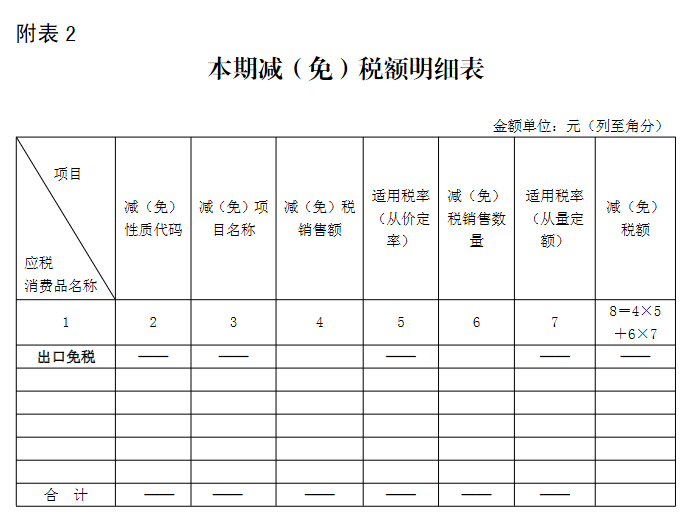 附表 2
本期减（免）税额明细表
金额单位：元（列至角分）
项目
应税
消费品名称
减（免）
性质代码
减（免）项
目名称
减（免）税
销售额
适用税率
（从价定
率）
减（免）
税销售数
量
适用税率
（从量定
额）
减（免）
税额
1
2
3
4
5
6
7
8＝4×5
＋6×7
出口免税 —— —— —— —— ——
合 计 —— —— —— —— —— ——